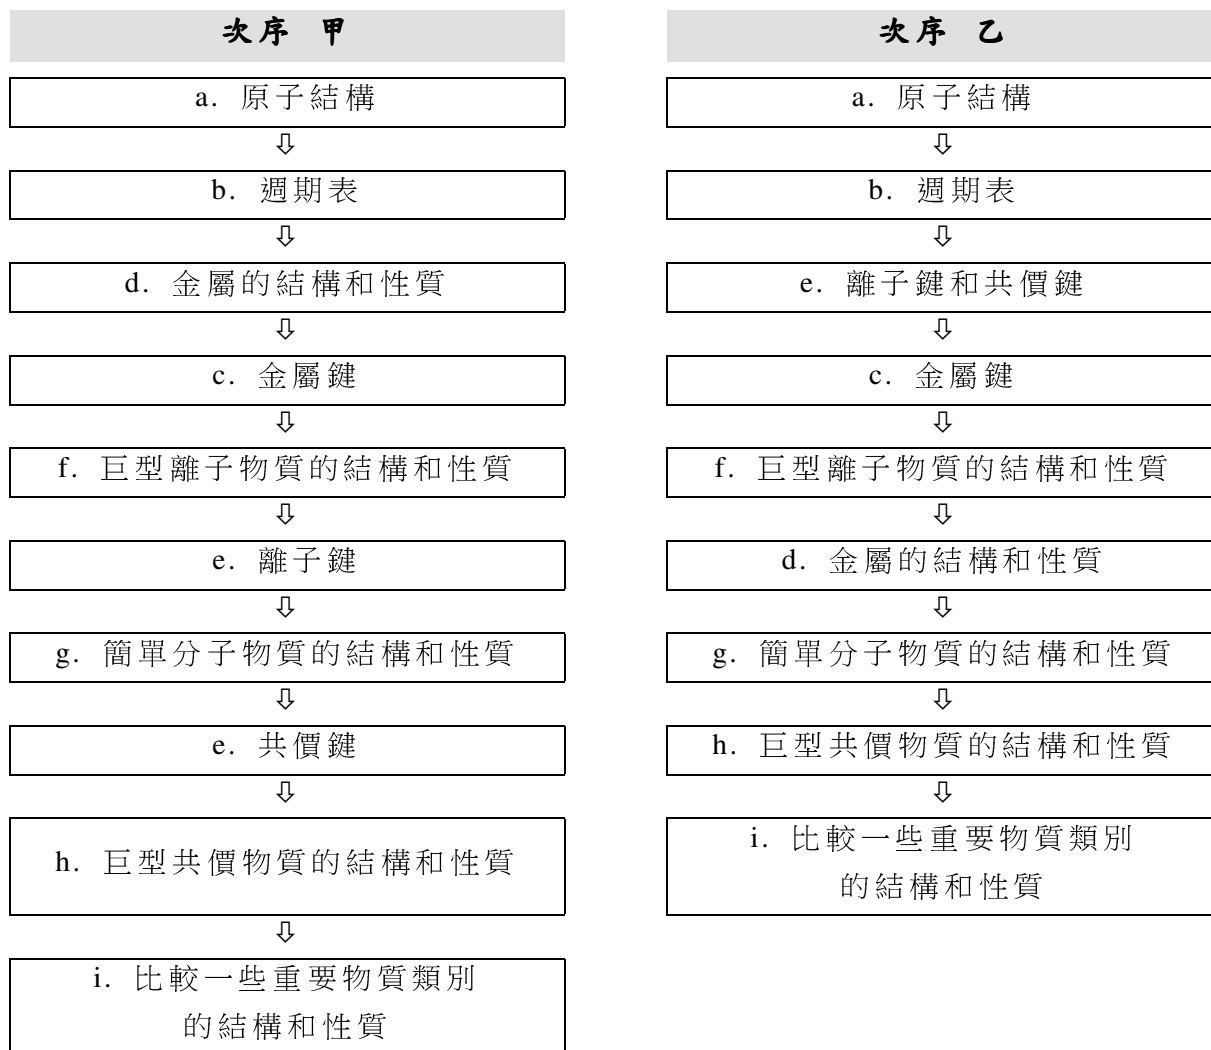 次序 甲
a. 原子結構
⇩
b. 週期表
⇩
d. 金屬的結構和性質
⇩
c. 金屬鍵
⇩
f. 巨型離子物質的結構和性質
⇩
e. 離子鍵
⇩
g. 簡單分子物質的結構和性質
⇩
e. 共價鍵
⇩
h. 巨型共價物質的結構和性質
⇩
i. 比較一些重要物質類別
的結構和性質
次序 乙
a. 原子結構
⇩
b. 週期表
⇩
e. 離子鍵和共價鍵
⇩
c. 金屬鍵
⇩
f. 巨型離子物質的結構和性質
⇩
d. 金屬的結構和性質
⇩
g. 簡單分子物質的結構和性質
⇩
h. 巨型共價物質的結構和性質
⇩
i. 比較一些重要物質類別
的結構和性質